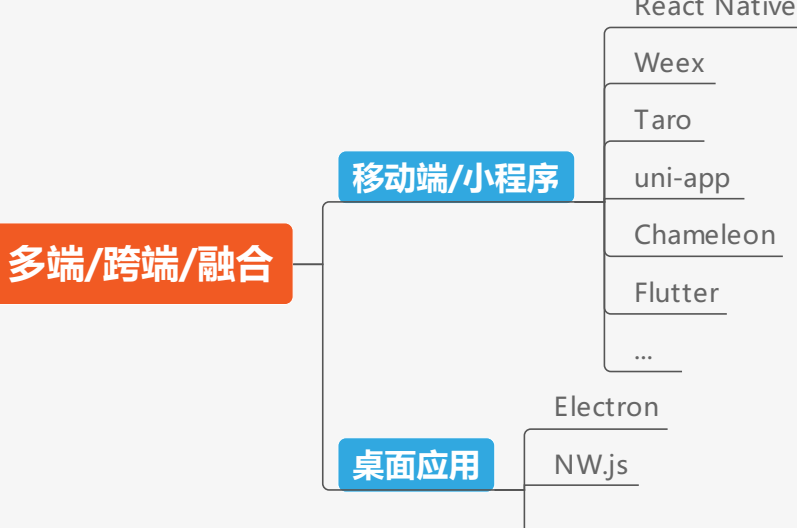 React Native
Weex
Taro
移动端/小程序
uni-app
Chameleon
多端/跨端/融合
Flutter
...
Electron
桌面应用
NW.js